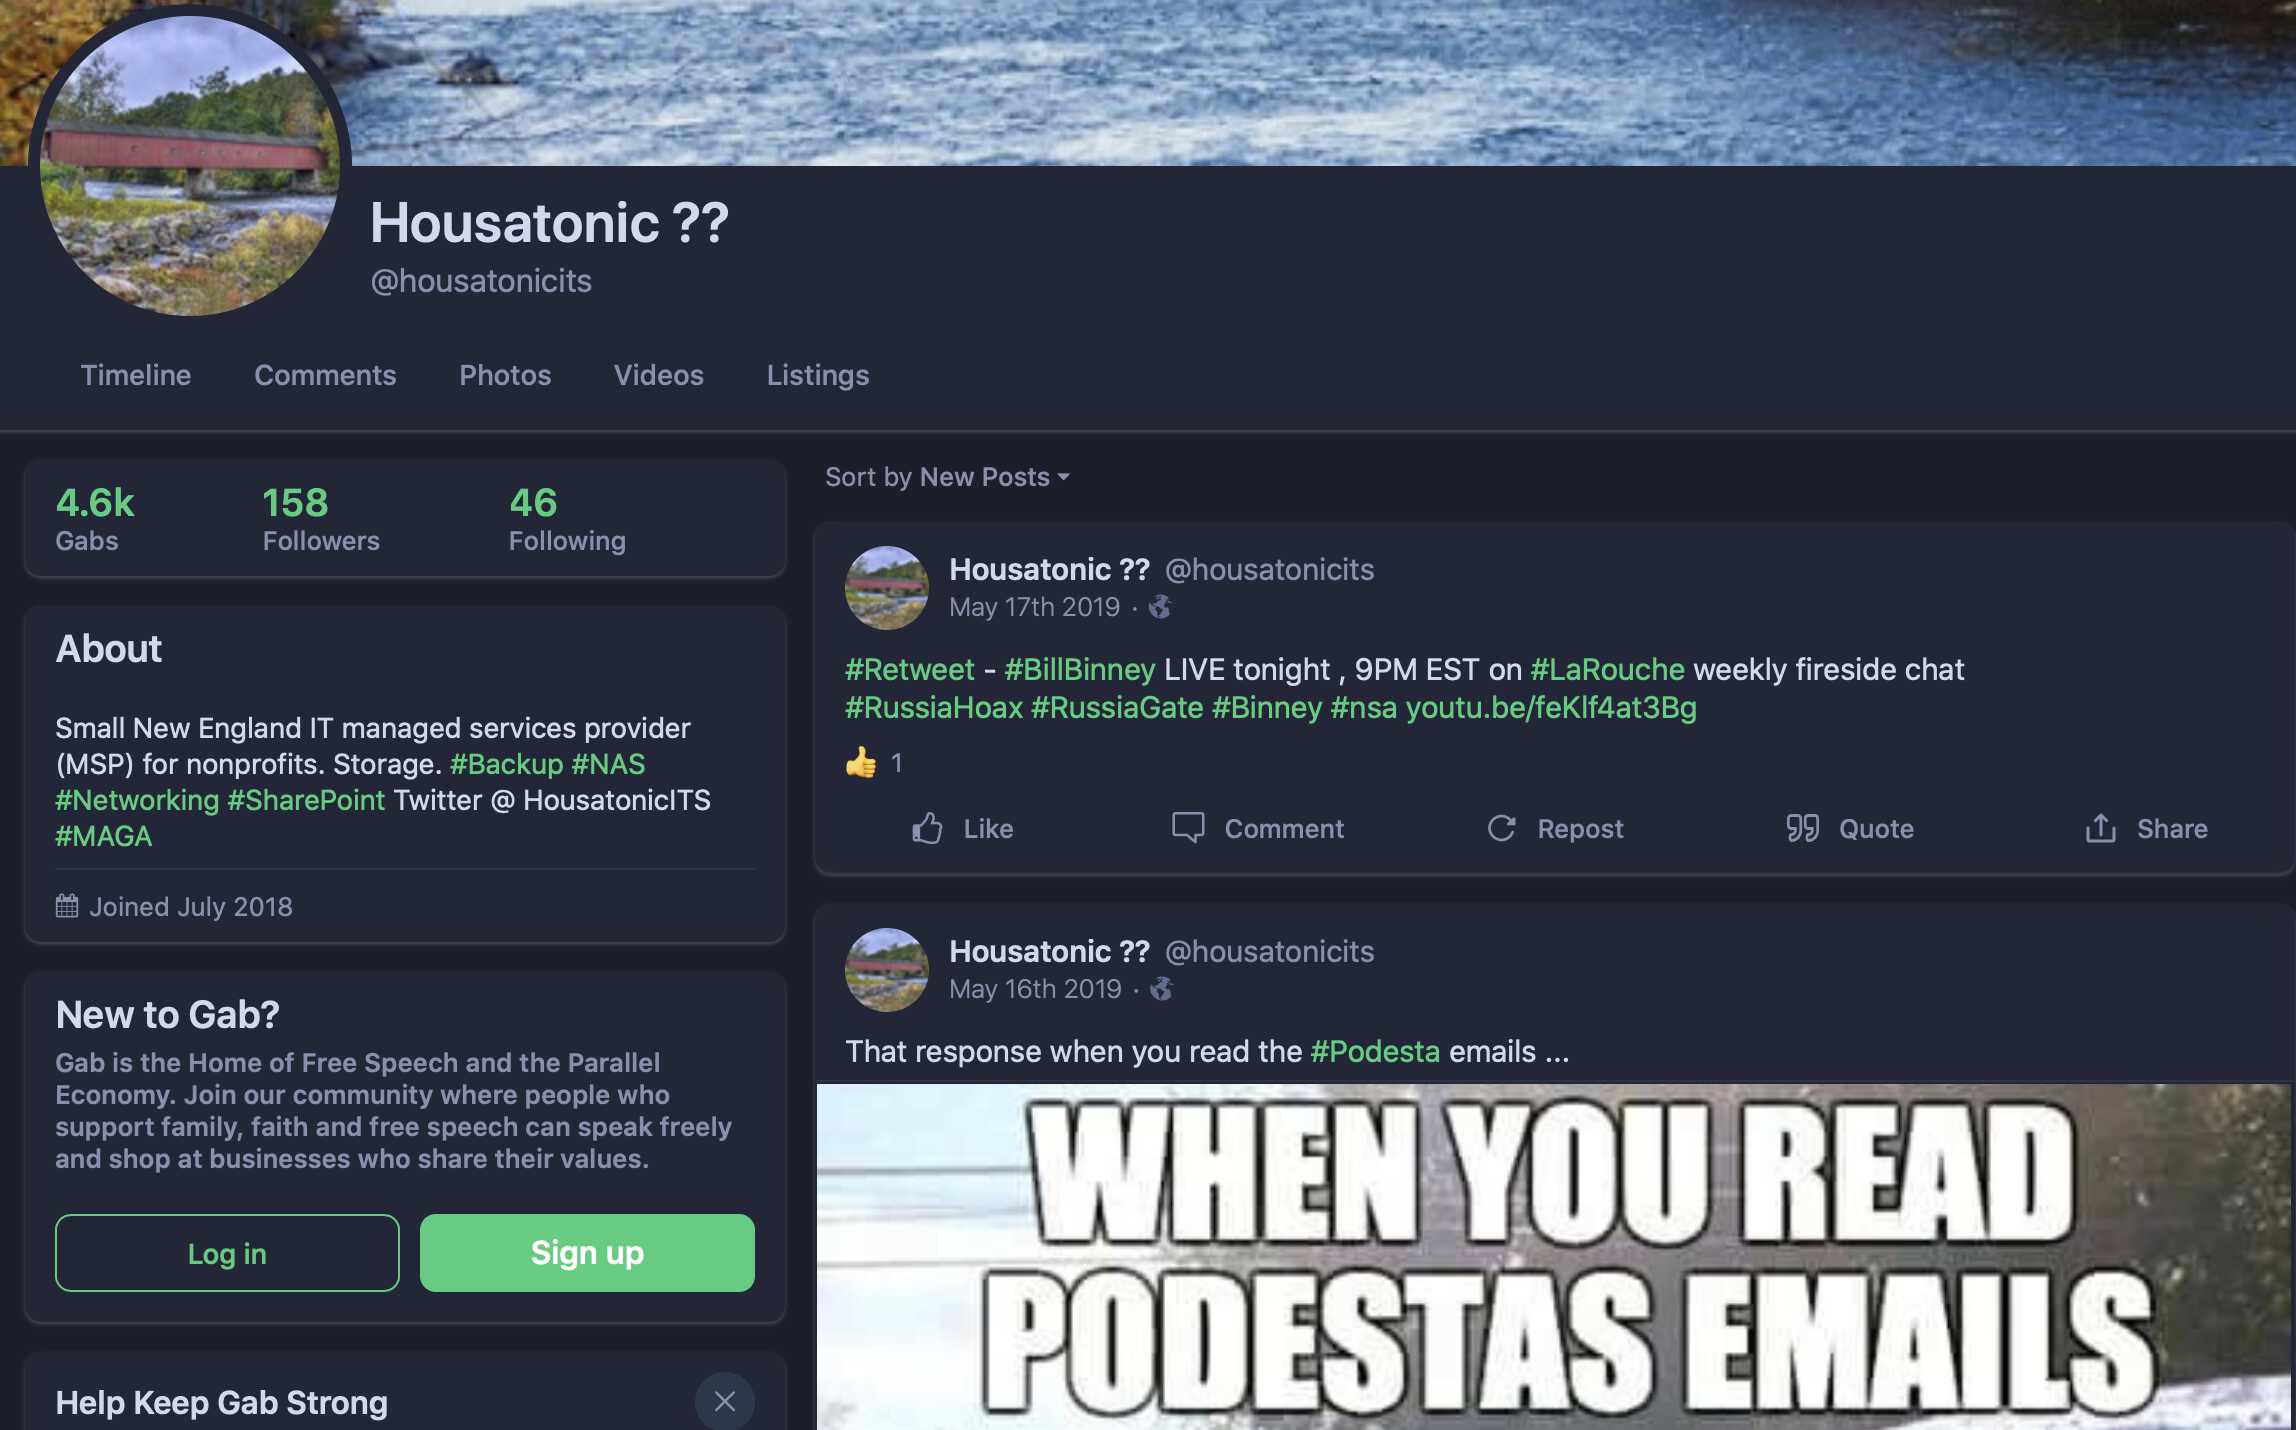 Housatonic ??
@housatonicits
Timeline
Comments
Photos
Videos
Listings
4.6k
Gabs
158
Followers
46
Following
About
Small New England IT managed services provider
(MSP) for nonprofits. Storage. #Backup #NAS
#Networking #SharePoint Twitter @ HousatonicITS
#MAGA
Joined July 2018
New to Gab?
Gab is the Home of Free Speech and the Parallel
Economy. Join our community where people who
support family, faith and free speech can speak freely
and shop at businesses who share their values.
Log in
Sign up
Help Keep Gab Strong
Sort by New Posts
Housatonic ?? @housatonicits
May 17th 2019 ·
#Retweet - #BillBinney LIVE tonight , 9PM EST on #LaRouche weekly fireside chat
#RussiaHoax #RussiaGate #Binney #nsa youtu.be/feKlf4at3Bg
1
Like
Comment
Repost
Quote
Share
Housatonic ?? @housatonicits
May 16th 2019 ·
That response when you read the #Podesta emails ...
WHEN YOU READ
PODESTAS EMAILS